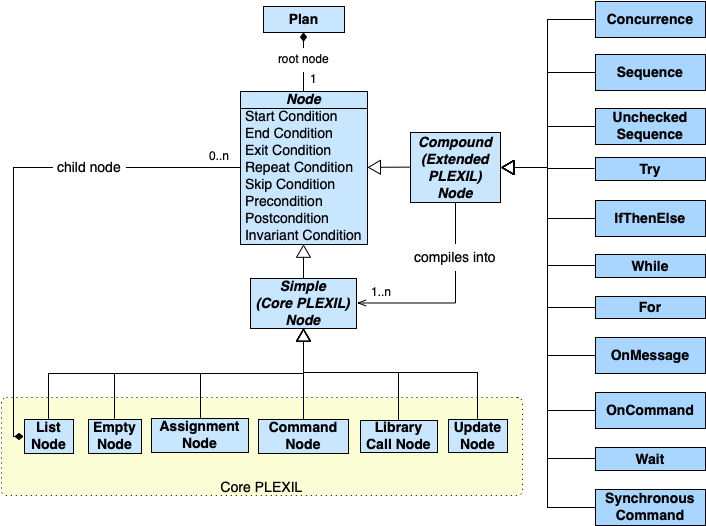 Plan
root node
1
Node
Start Condition
End Condition
Exit Condition
Repeat Condition
Skip Condition
Precondition
Postcondition
Invariant Condition
0..n
child node
Compound
(Extended
PLEXIL)
Node
compiles into
1..n
Simple
(Core PLEXIL)
Node
List
Node
Empty
Node
Assignment
Node
Command
Node
Library
Call Node
Update
Node
Core PLEXIL
Concurrence
Sequence
Unchecked
Sequence
Try
IfThenElse
While
For
OnMessage
OnCommand
Wait
Synchronous
Command